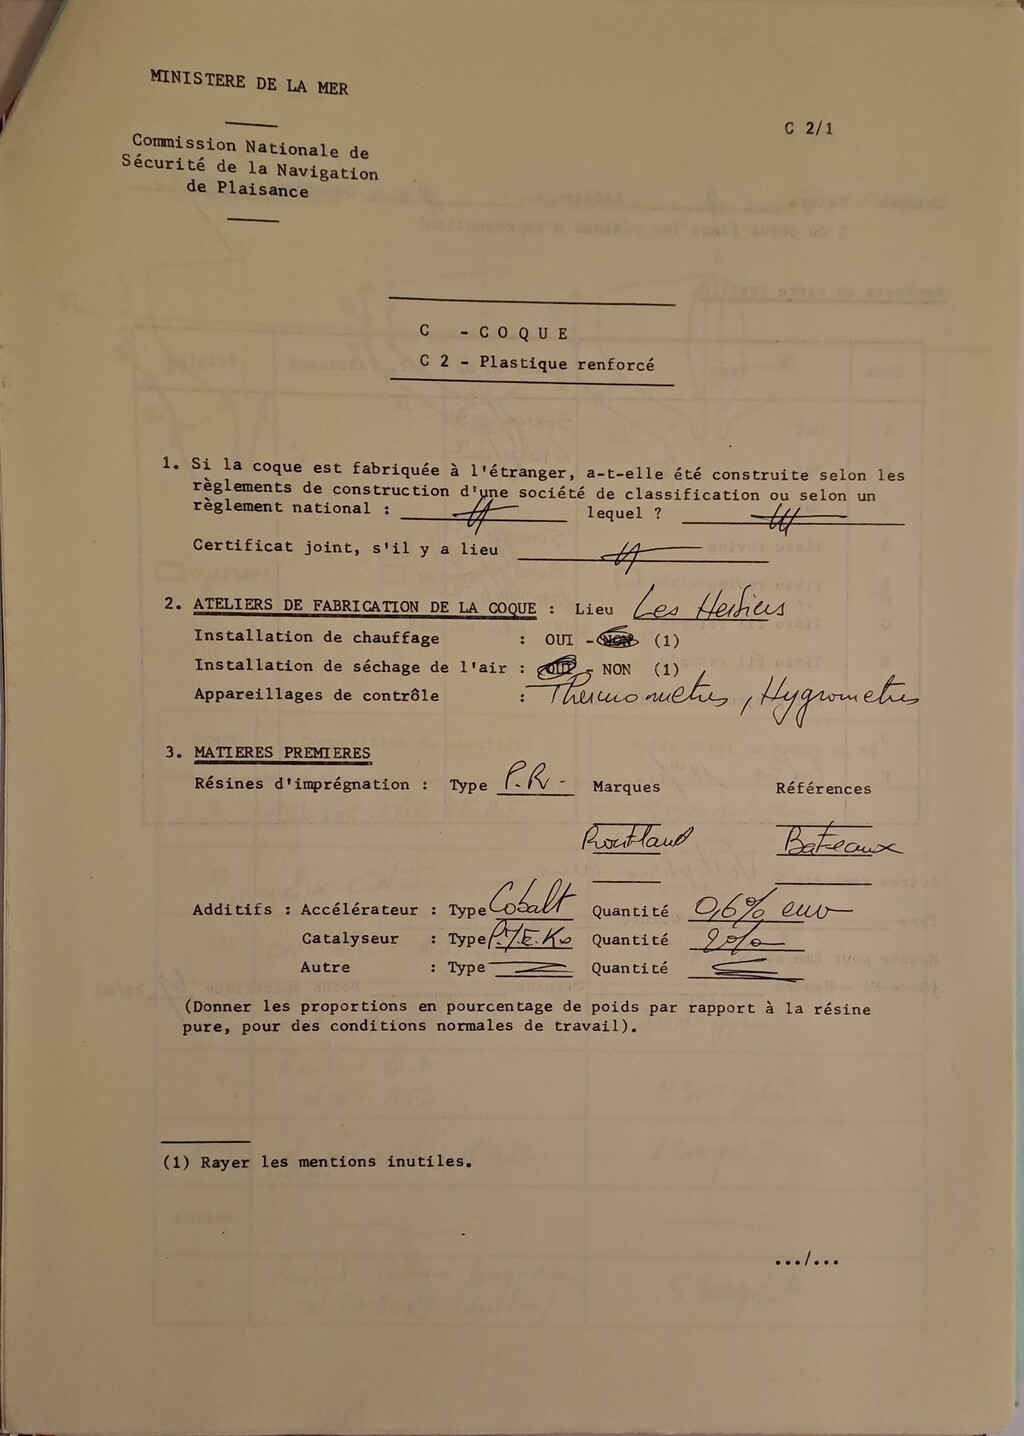 MINISTERE DE LA MER
C 2/1
Commission Nationale de
Sécurité de la Navigation
de Plaisance
C - C O Q U E
C 2 - Plastique renforcé
1. Si la coque est fabriquée à l'étranger, a-t-elle été construite selon les
règlements de construction d'une société de classification ou selon un
règlement national : lequel ?
Certificat joint, s'il y a lieu
2. ATELIERS DE FABRICATION DE LA COQUE : Lieu Les Herbiers
Installation de chauffage : OUI - NON (1)
Installation de séchage de l'air : OUI - NON (1)
Appareillages de contrôle : Thermomètres, Hygromètres
3. MATIERES PREMIERES
Résines d'imprégnation : Type P.R. Marques Références
Bateaux
Additifs : Accélérateur : Type Cobalt Quantité 0,6%
Catalyseur : Type Quantité 2%
Autre : Type Quantité
(Donner les proportions en pourcentage de poids par rapport à la résine
pure, pour des conditions normales de travail).
(1) Rayer les mentions inutiles.
.../...